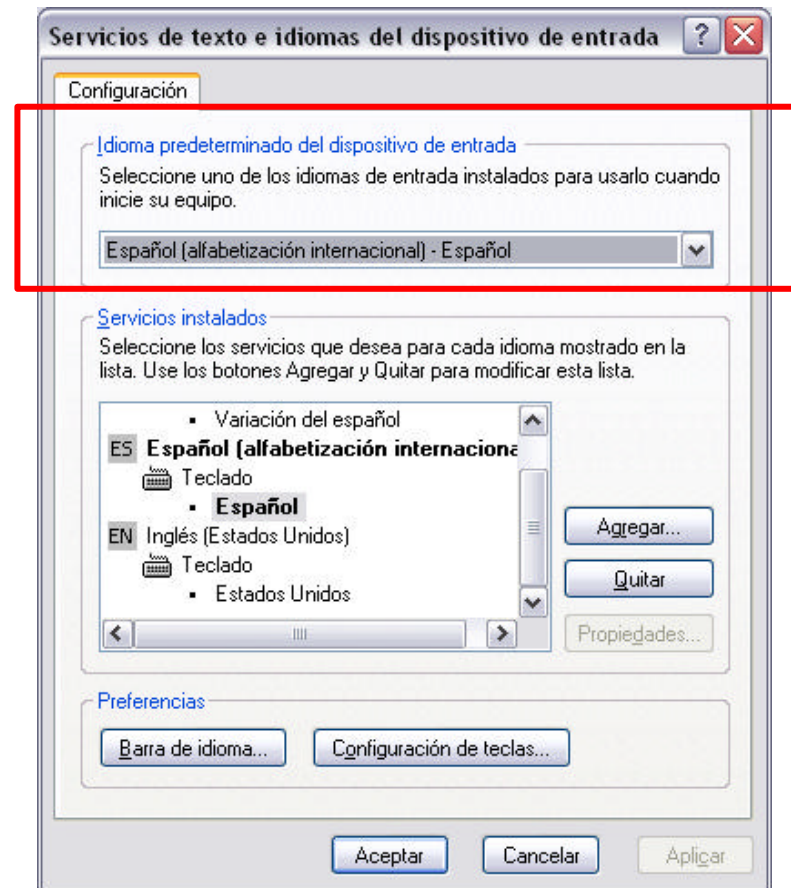 Servicios de texto e idiomas del dispositivo de entrada
Configuración
Idioma predeterminado del dispositivo de entrada
Seleccione uno de los idiomas de entrada instalados para usarlo cuando
inicie su equipo.
Español (alfabetización internacional) - Español
Servicios instalados
Seleccione los servicios que desea para cada idioma mostrado en la
lista. Use los botones Agregar y Quitar para modificar esta lista.
Variación del español
ES Español (alfabetización internaciona
Teclado
Español
EN Inglés (Estados Unidos)
Teclado
Estados Unidos
Agregar...
Quitar
Propiedades...
Preferencias
Barra de idioma... Configuración de teclas...
Aceptar Cancelar Aplicar